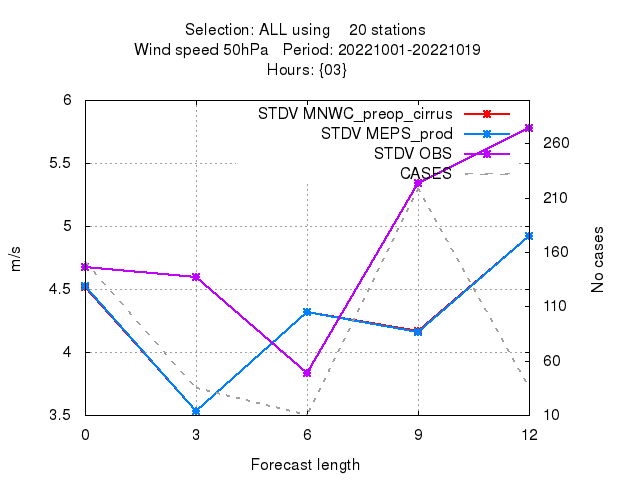 Selection: ALL using    20 stations
Wind speed 50hPa   Period: 20221001-20221019
Hours: {03}
STDV MNWC_preop_cirrus
STDV MEPS_prod
STDV OBS
CASES
6
5.5
5
4.5
4
3.5
m/s
260
210
160
110
60
10
No cases
0 3 6 9 12
Forecast length